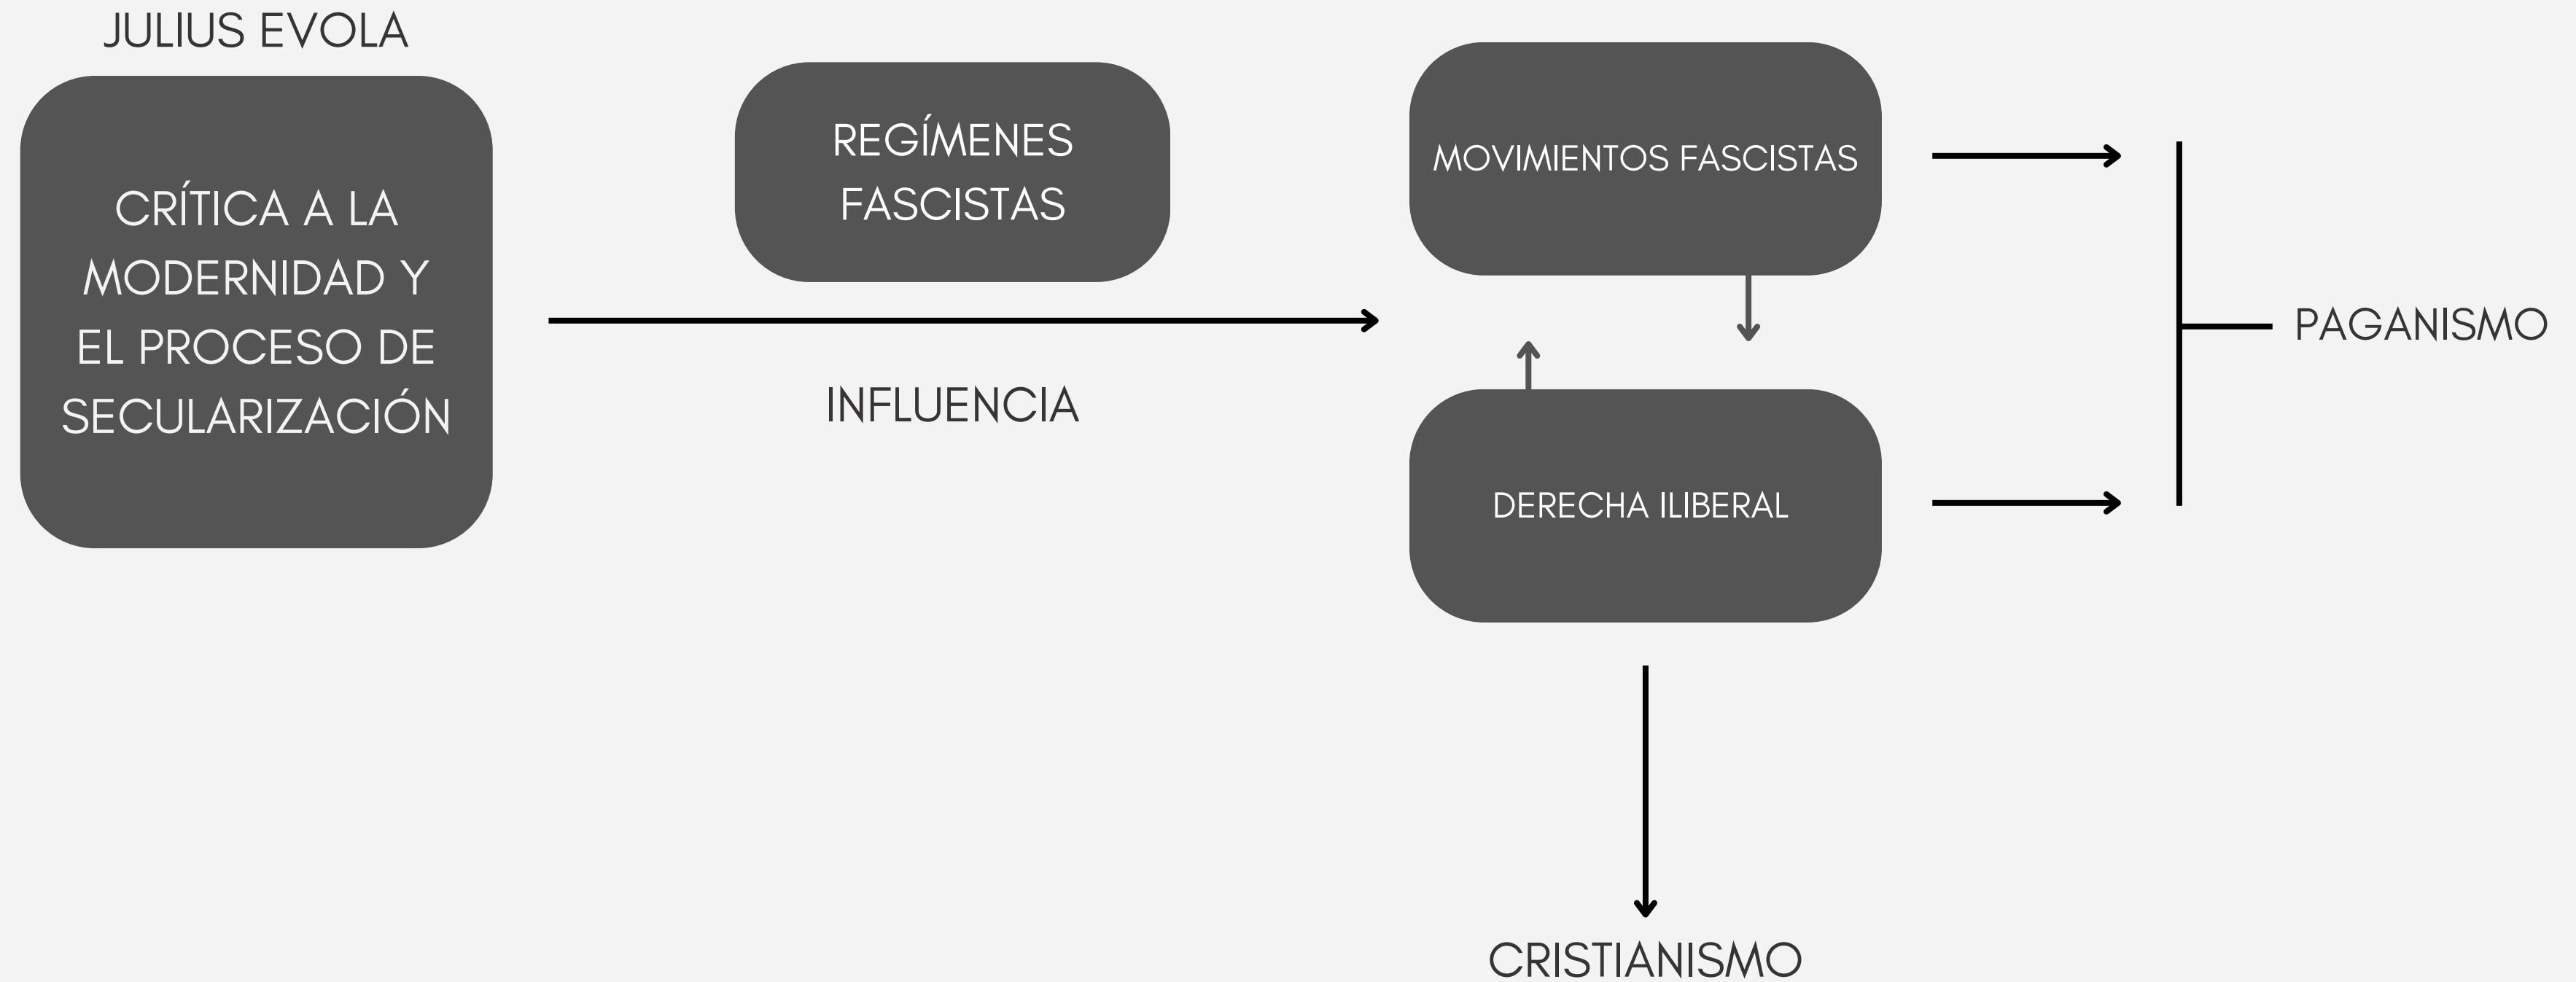 JULIUS EVOLA
CRÍTICA A LA
MODERNIDAD Y
EL PROCESO DE
SECULARIZACIÓN
REGÍMENES
FASCISTAS
INFLUENCIA
MOVIMIENTOS FASCISTAS
DERECHA ILIBERAL
PAGANISMO
CRISTIANISMO